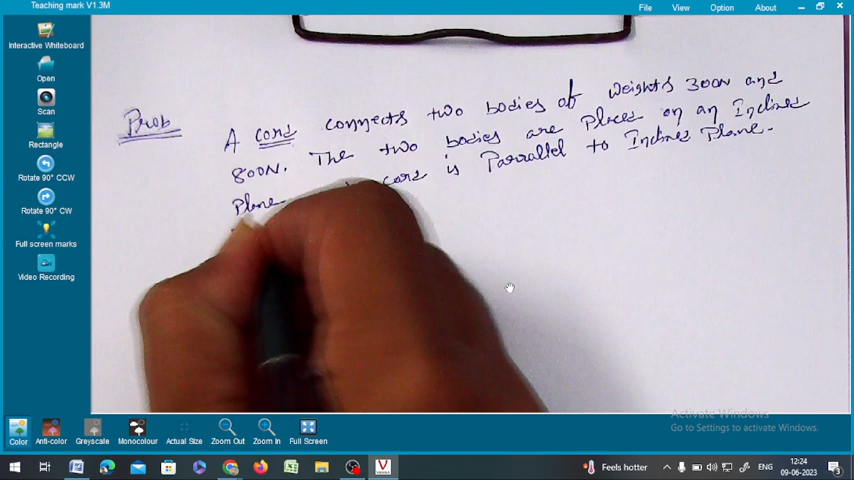 Teaching mark V1.3M
File View Option About
Interactive Whiteboard
Open
Scan
Rectangle
Rotate 90° CCW
Rotate 90° CW
Full screen marks
Video Recording
Prob
A cord connects two bodies of weights 300N and
800N. The two bodies are Placed on an Inclined
Plane cord is Parrallel to Inclined Plane.
Activate Windows
Go to Settings to activate Windows.
Color Anti-color Greyscale Monocolour Actual Size Zoom Out Zoom In Full Screen
Feels hotter ENG 12:24
09-06-2023 3